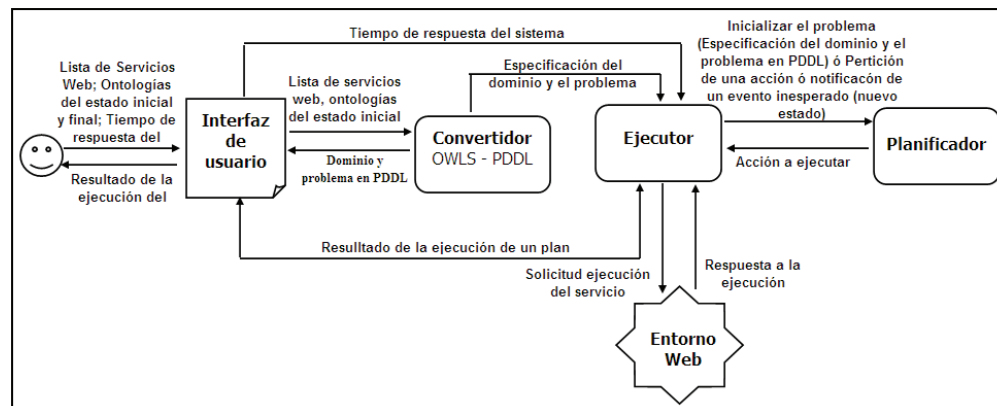 Tiempo de respuesta del sistema
Inicializar el problema
(Especificación del dominio y el
problema en PDDL) ó Pertición
de una acción ó notificacón de
un evento inesperado (nuevo
estado)
Lista de Servicios
Web; Ontologías
del estado inicial
y final; Tiempo de
respuesta del
Resultado de la
ejecución del
Interfaz
de
usuario
Lista de servicios
web, ontologías
del estado inicial
Dominio y
problema en PDDL
Convertidor
OWLS - PDDL
Especificación del
dominio y el problema
Ejecutor
Acción a ejecutar
Planificador
Resulltado de la ejecución de un plan
Solicitud ejecución
del servicio
Respuesta a la
ejecución
Entorno
Web